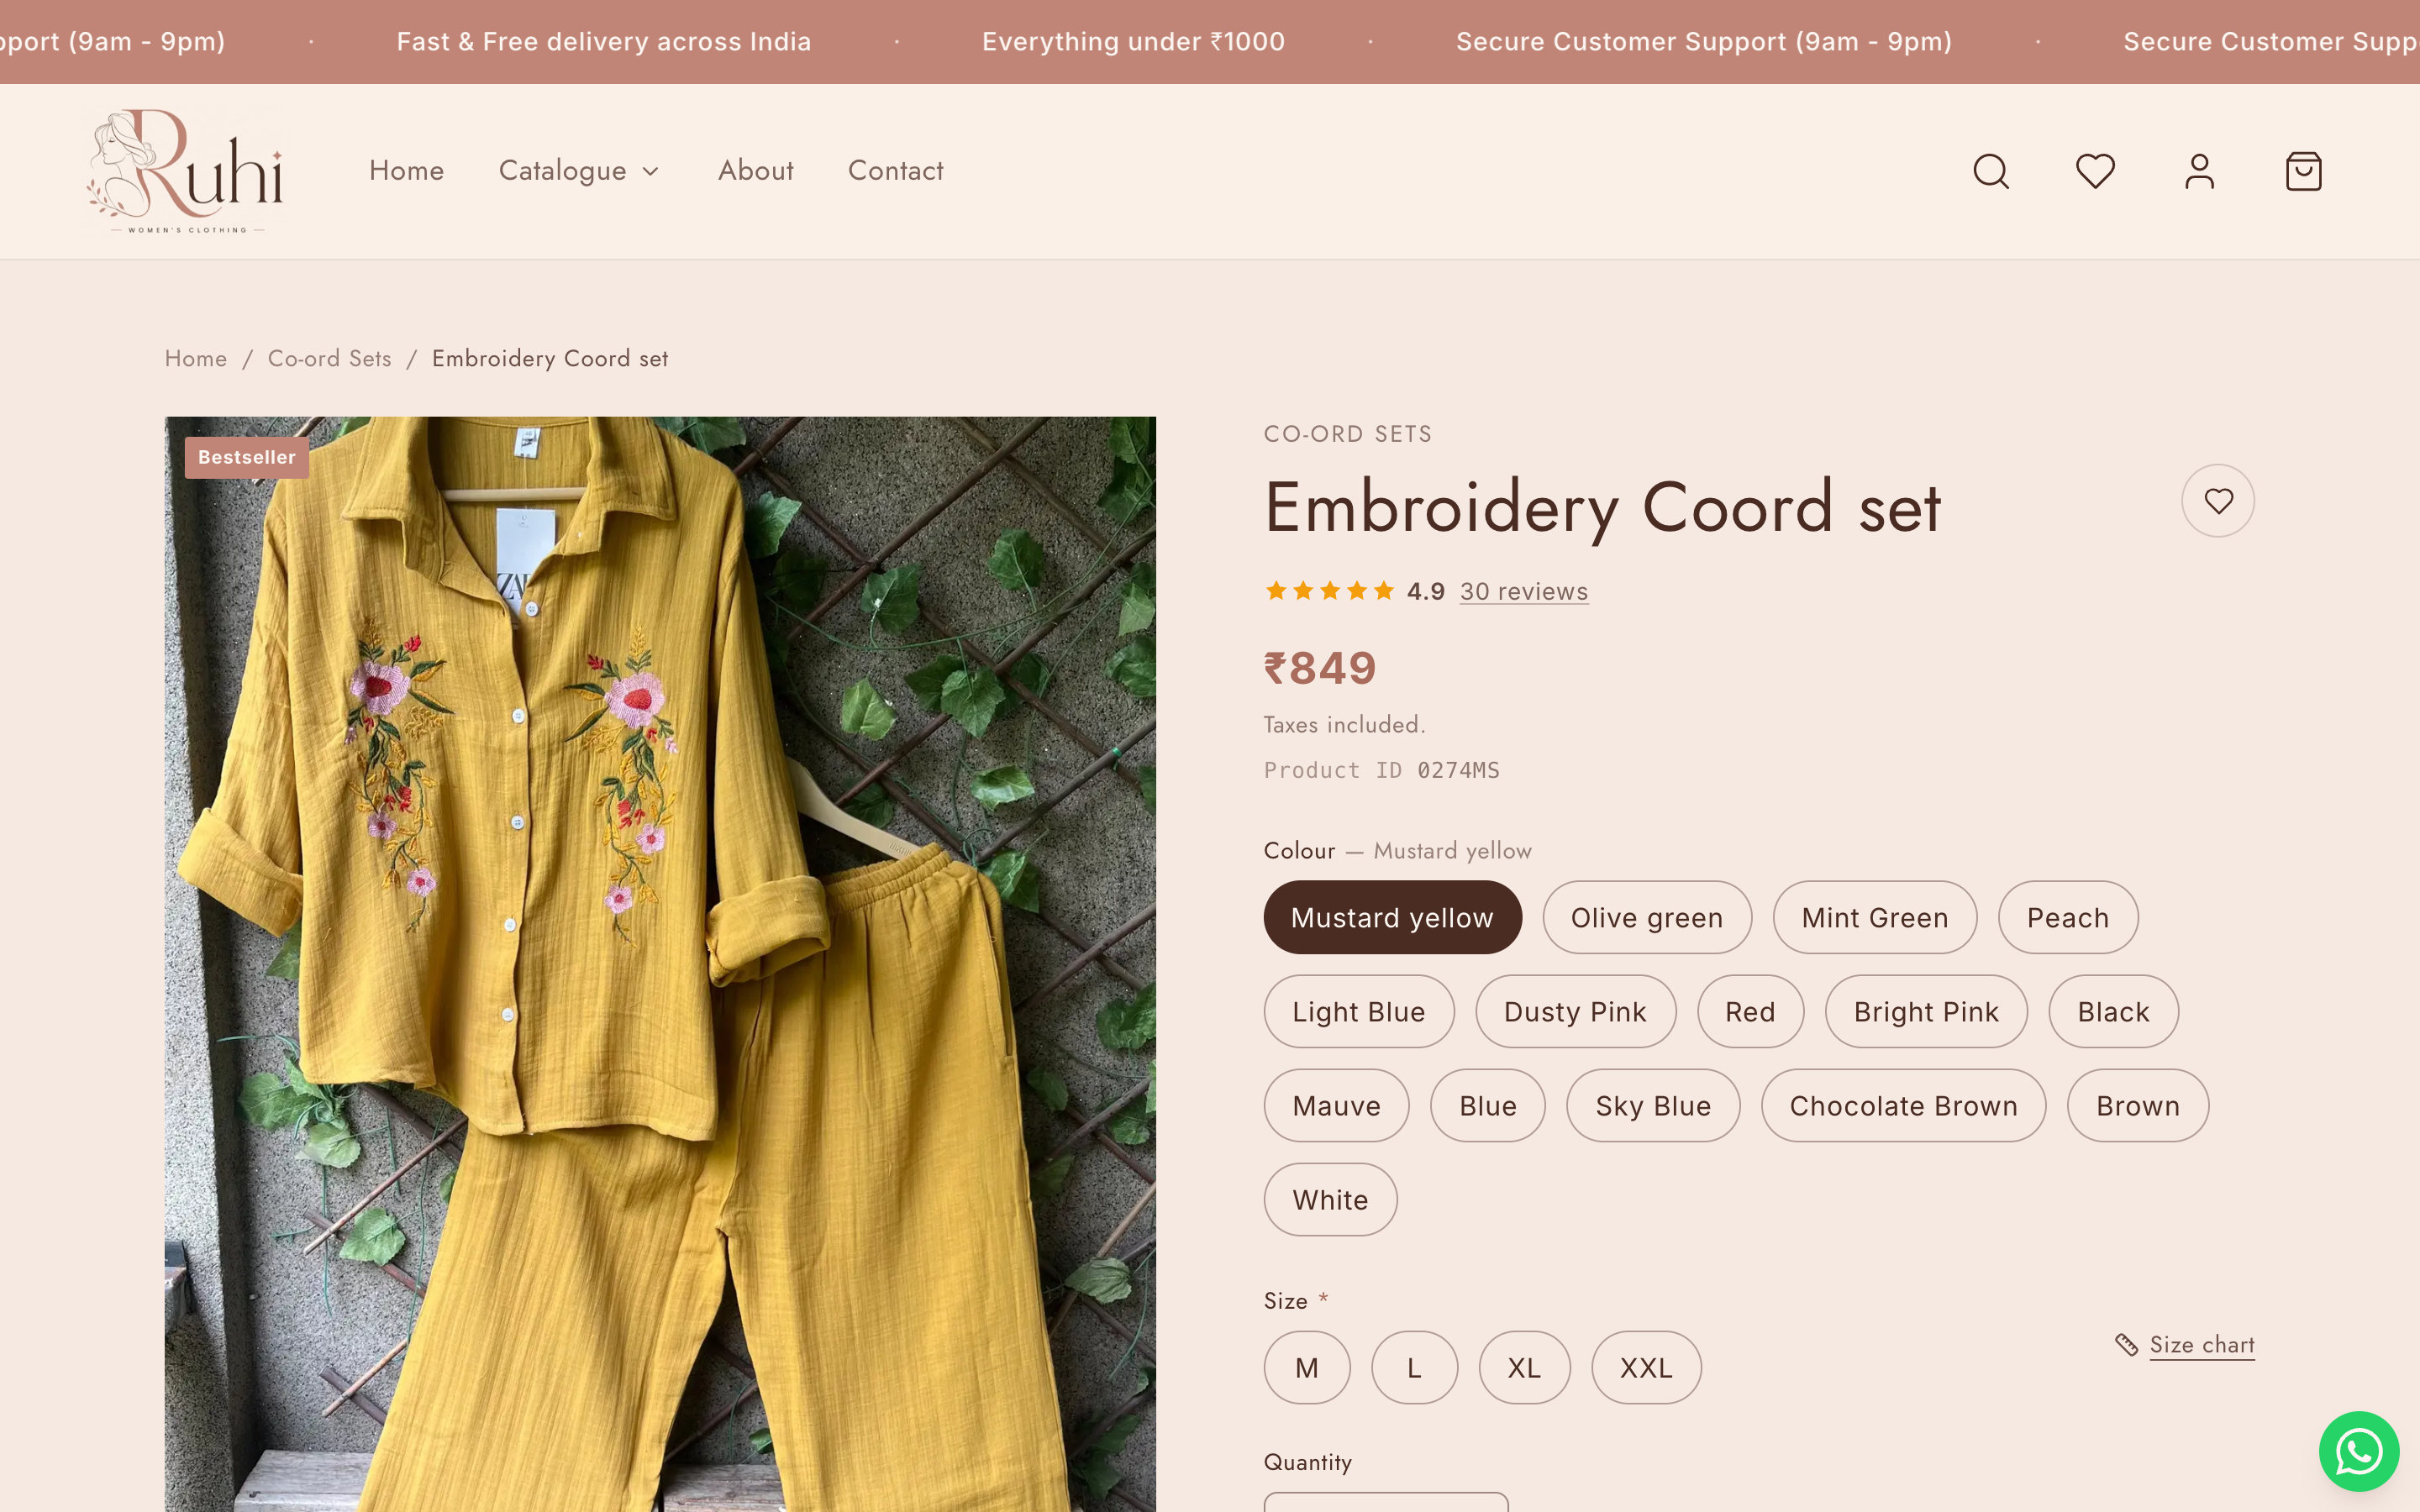 pport (9am - 9pm) · Fast & Free delivery across India · Everything under ₹1000 · Secure Customer Support (9am - 9pm) · Secure Customer Supp
Ruhi
WOMEN'S CLOTHING
Home Catalogue About Contact
Home / Co-ord Sets / Embroidery Coord set
Bestseller
CO-ORD SETS
Embroidery Coord set
4.9 30 reviews
₹849
Taxes included.
Product ID 0274MS
Colour — Mustard yellow
Mustard yellow Olive green Mint Green Peach
Light Blue Dusty Pink Red Bright Pink Black
Mauve Blue Sky Blue Chocolate Brown Brown
White
Size *
Size chart
M L XL XXL
Quantity